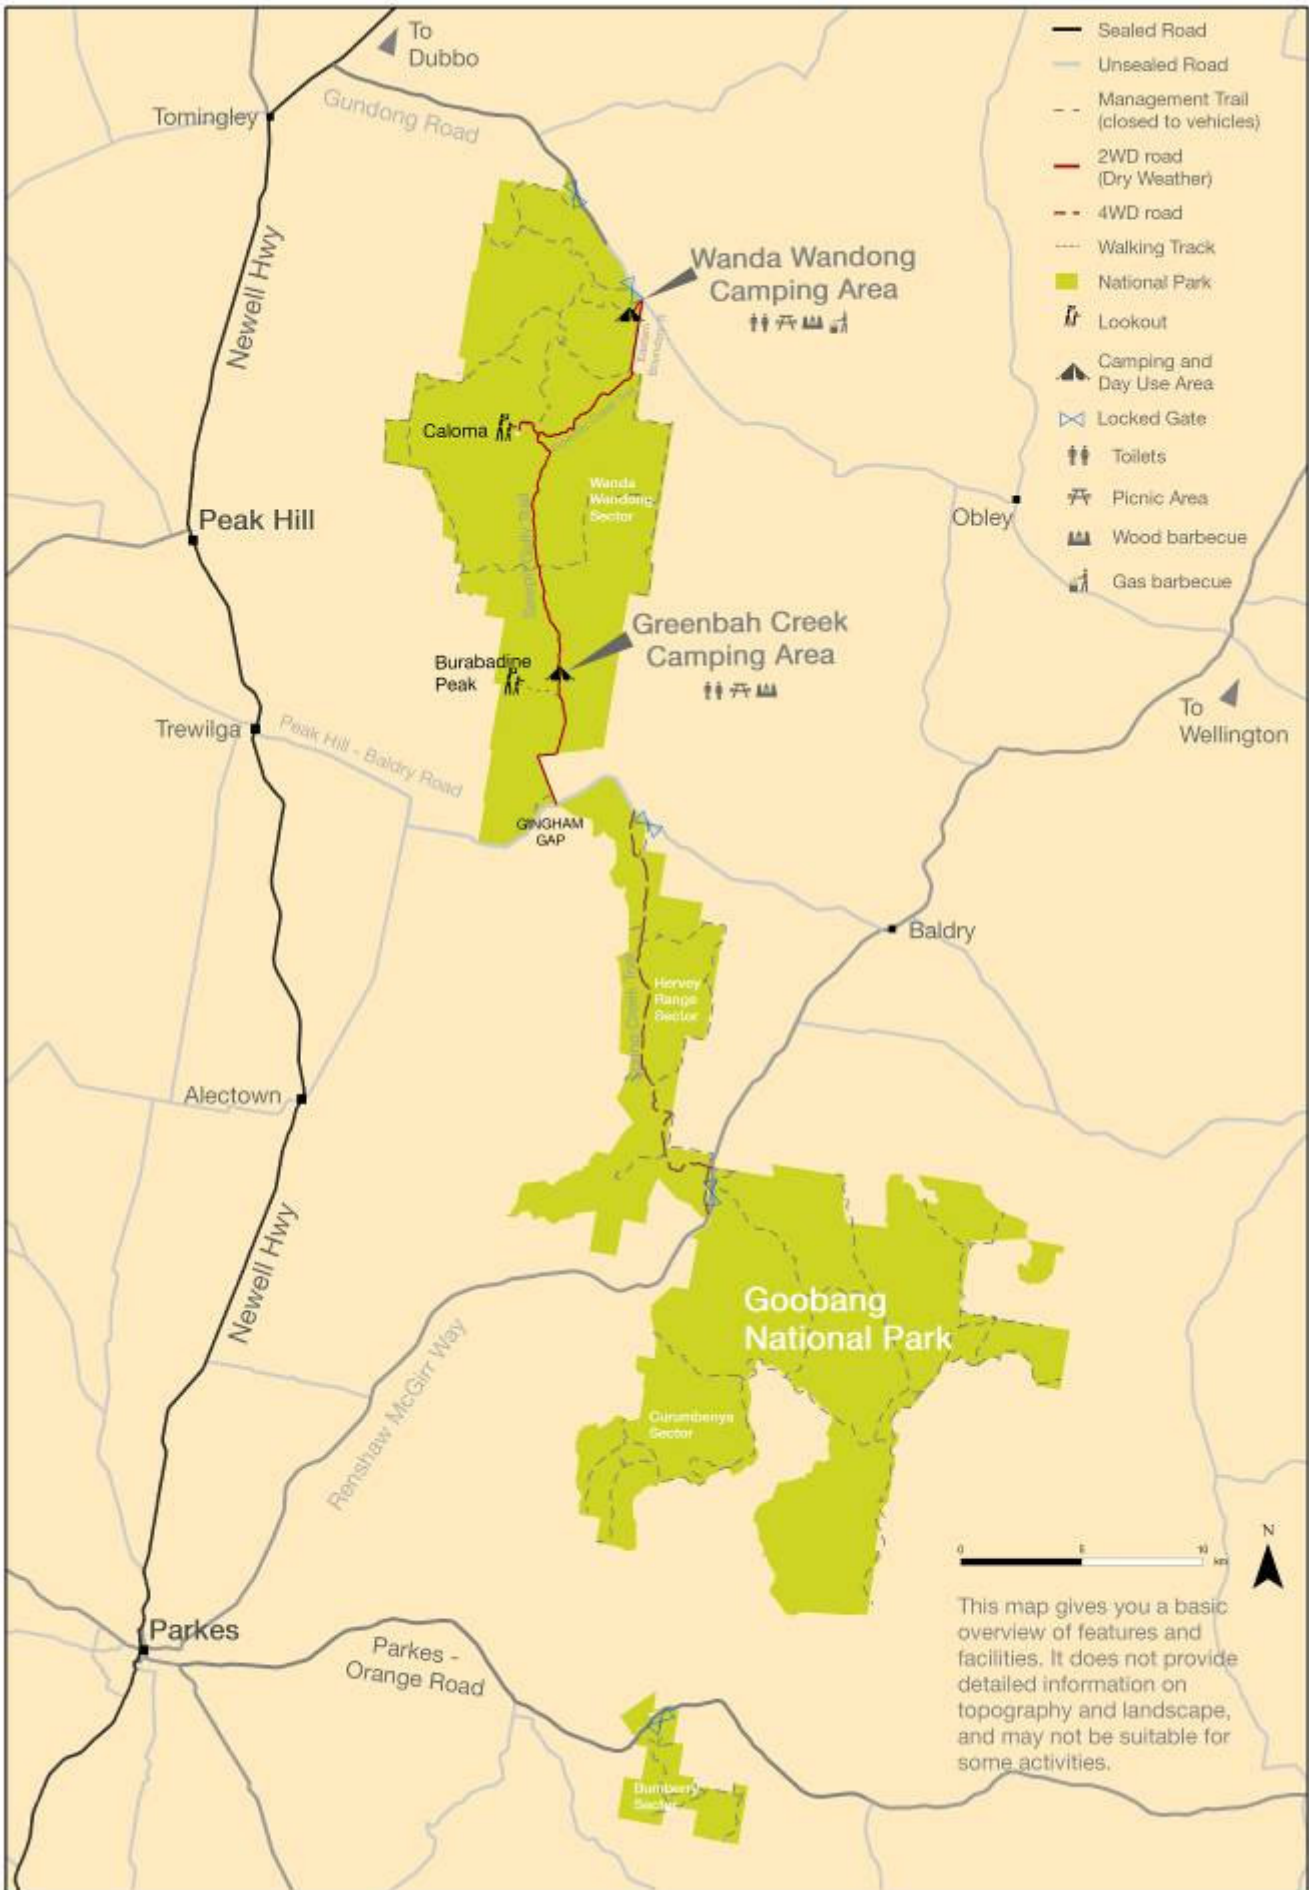 To
Dubbo
Tomingley
Gundong Road
Newell Hwy
Sealed Road
Unsealed Road
Management Trail
(closed to vehicles)
2WD road
(Dry Weather)
4WD road
Walking Track
National Park
Lookout
Camping and
Day Use Area
Locked Gate
Toilets
Picnic Area
Wood barbecue
Gas barbecue
Wanda Wandong
Camping Area
Eastern
Boundary
Caloma
Wanda
Wandong
Sector
Trail
Peak Hill
Obley
Greenbah Creek
Camping Area
Burabadine
Peak
To
Wellington
Trewilga
Peak Hill - Baldry Road
GINGHAM
GAP
Baldry
Hervey
Range
Sector
Trail
Alectown
Newell Hwy
Goobang
National Park
Renshaw McGirr Way
Curumbenya
Sector
0 5 10
km
N
This map gives you a basic
overview of features and
facilities. It does not provide
detailed information on
topography and landscape,
and may not be suitable for
some activities.
Parkes
Parkes -
Orange Road
Bumberry
Sector